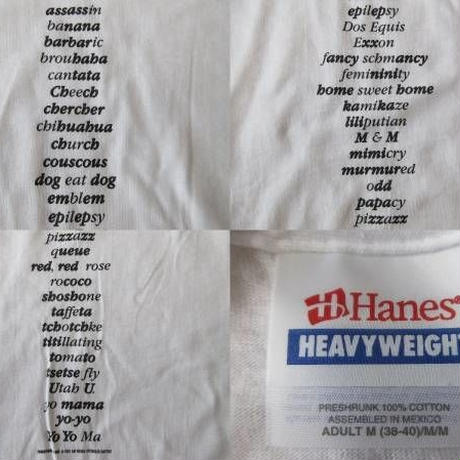 assassin
banana
barbaric
brouhaha
cantata
Cheech
chercher
chihuahua
church
couscous
dog eat dog
emblem
epilepsy
epilepsy
Dos Equis
Exxon
fancy schmancy
femininity
home sweet home
kamikaze
liliputian
M & M
mimicry
murmured
odd
papacy
pizzazz
pizzazz
queue
red, red rose
rococo
shoshone
taffeta
tchotchke
titillating
tomato
tsetse fly
Utah U.
yo mama
yo-yo
Yo Yo Ma
Hanes
HEAVYWEIGH
PRESHRUNK 100% COTTON
ASSEMBLED IN MEXICO
ADULT M (38-40)/M/M